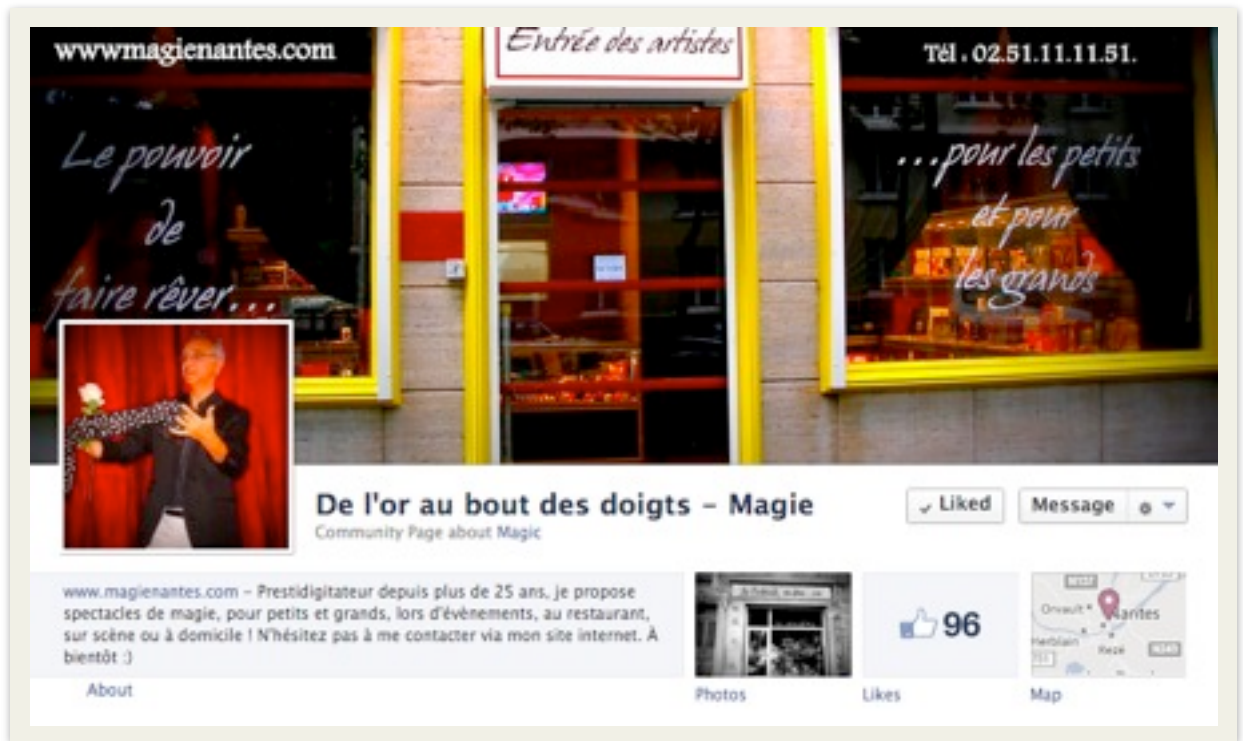 wwwmagienantes.com
Entrée des artistes
Tél . 02.51.11.11.51.
Le pouvoir
de
faire rêver...
...pour les petits
et pour
les grands
De l'or au bout des doigts – Magie
Liked
Message
Community Page about Magic
www.magienantes.com – Prestidigitateur depuis plus de 25 ans, je propose
spectacles de magie, pour petits et grands, lors d'évènements, au restaurant,
sur scène ou à domicile ! N'hésitez pas à me contacter via mon site internet. À
bientôt :)
About
Photos
96
Likes
Orvault
Nantes
Herblain
Rezé
Map